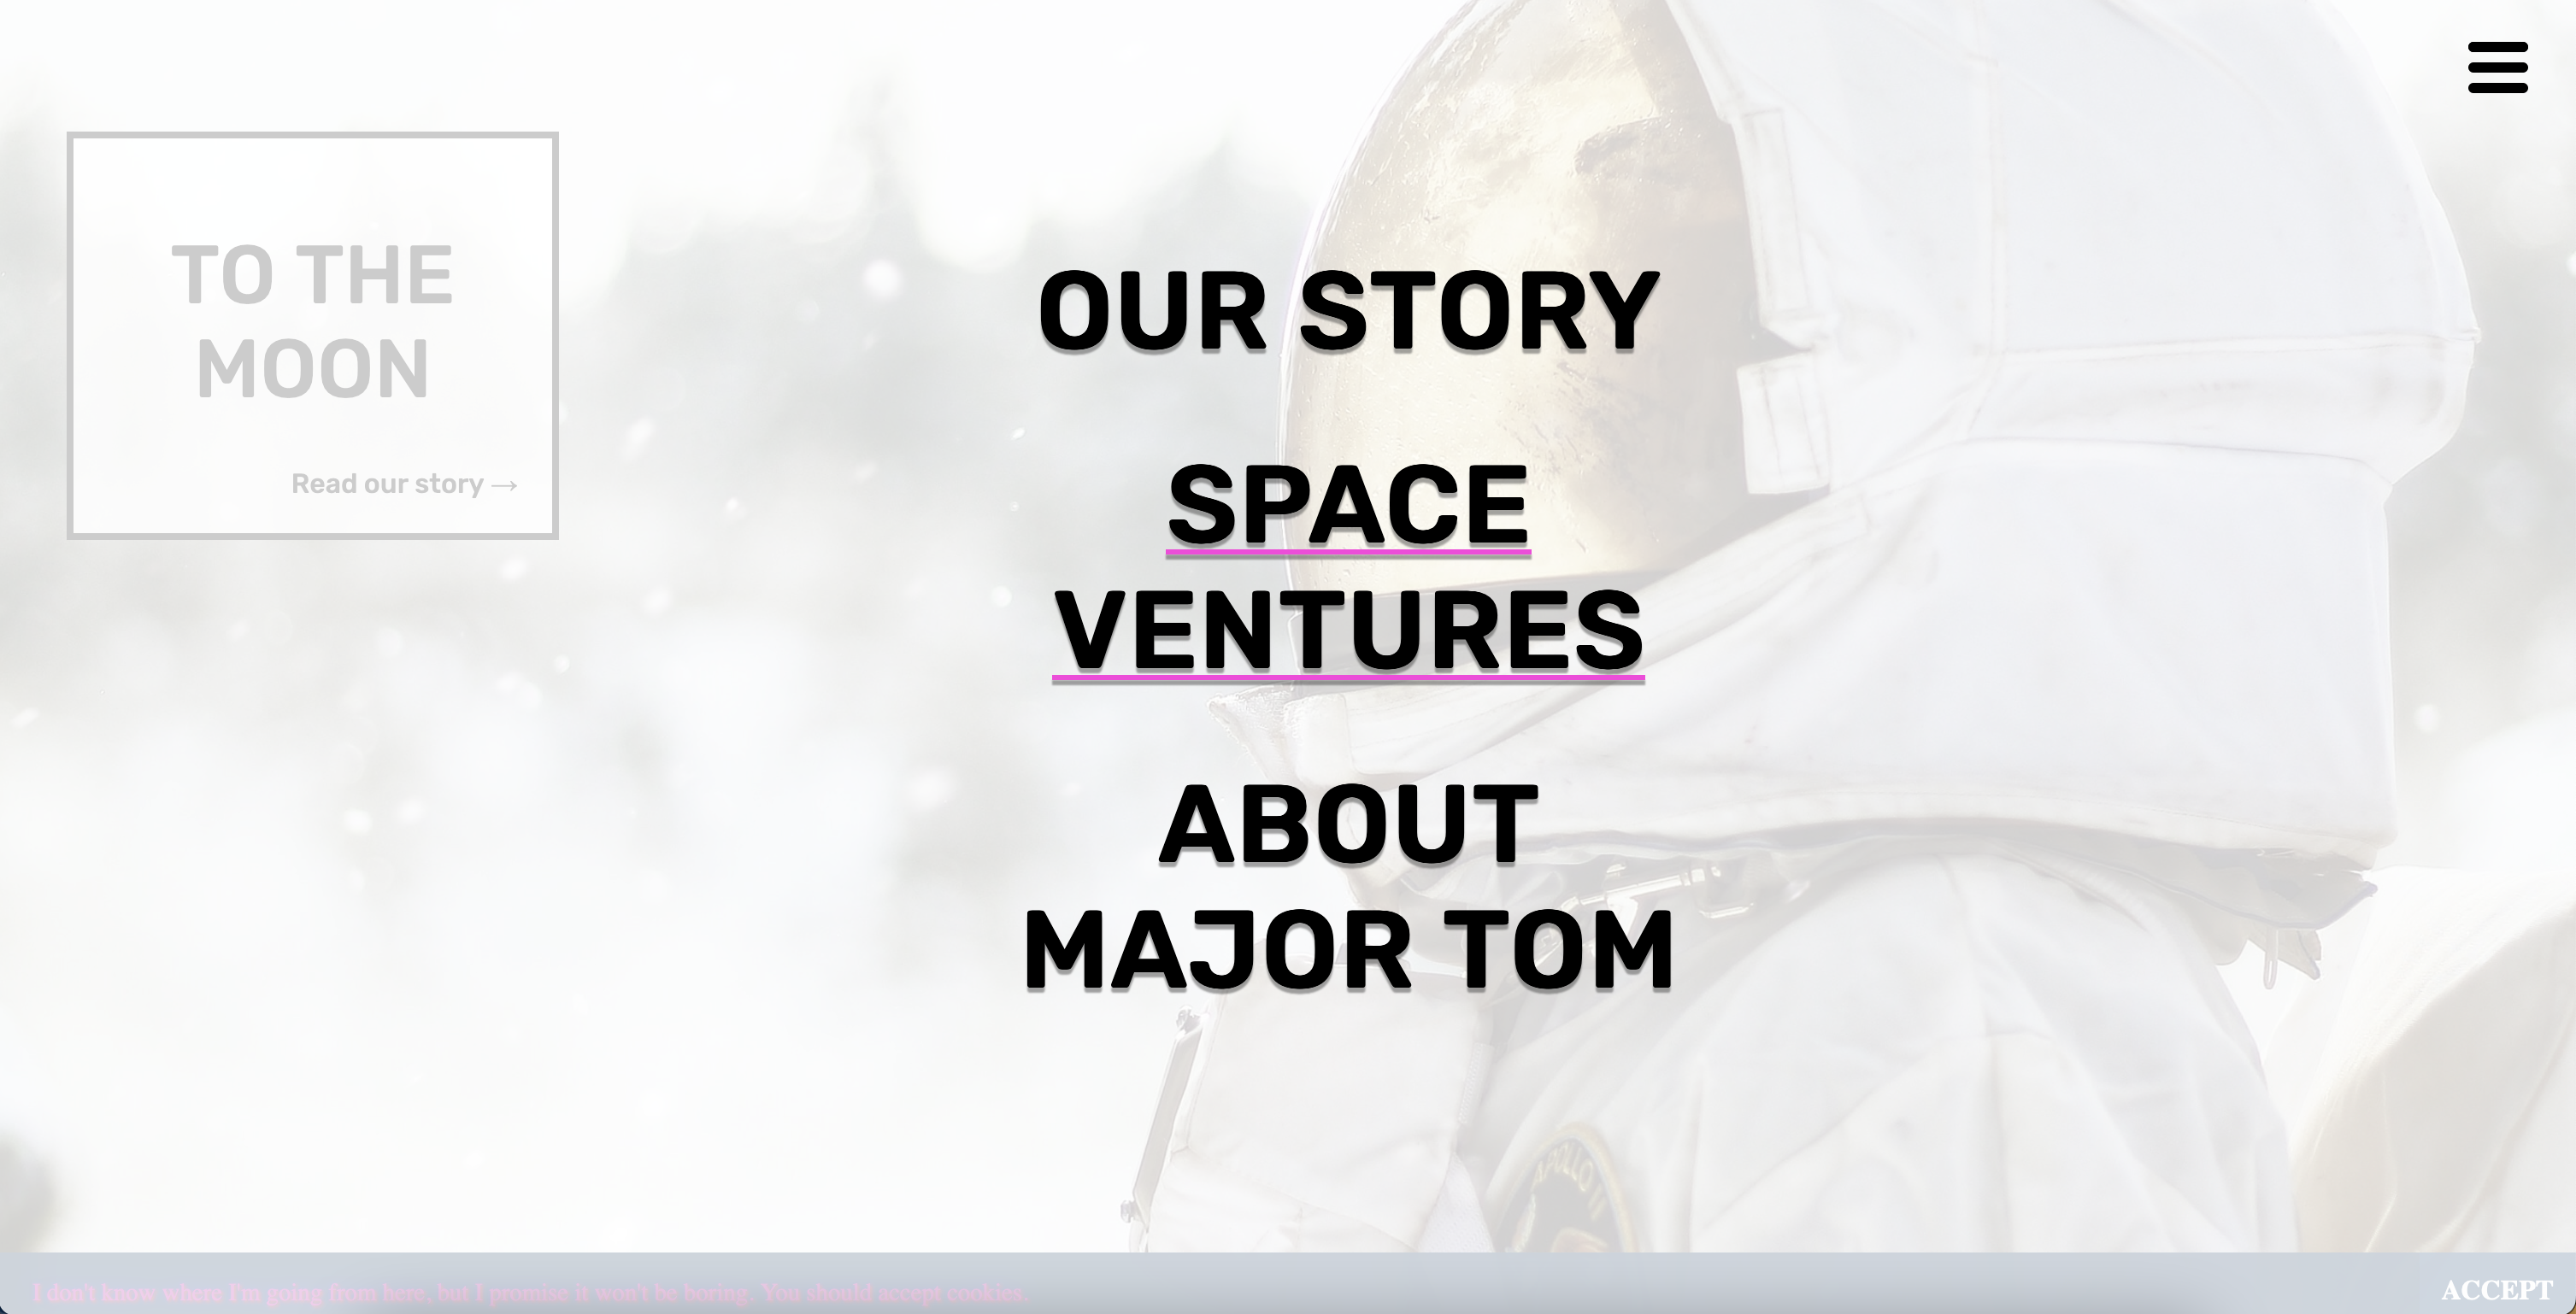 TO THE
MOON
Read our story →
OUR STORY
SPACE
VENTURES
ABOUT
MAJOR TOM
APOLLO
I don't know where I'm going from here, but I promise it won't be boring. You should accept cookies.
ACCEPT